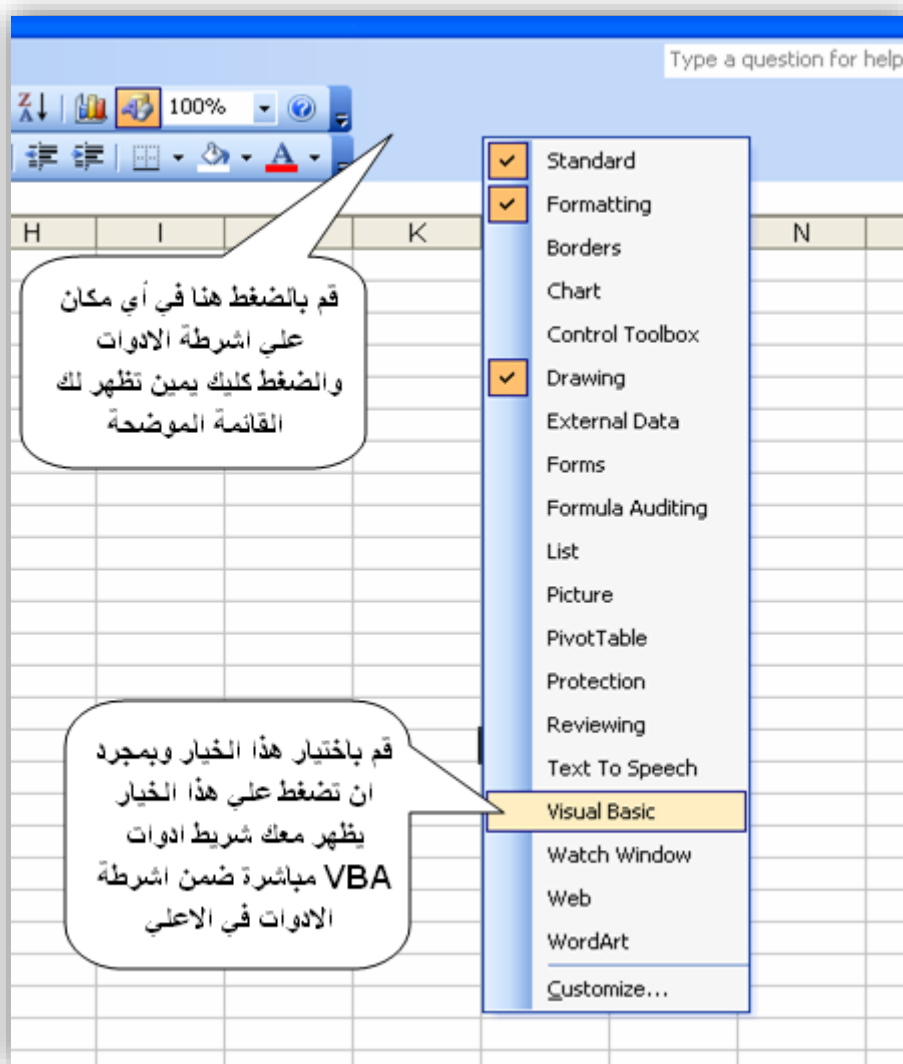 Type a question for help
100%
H I K N
قم بالضغط هنا في أي مكان
علي اشرطة الادوات
والضغط كليك يمين تظهر لك
القائمة الموضحة
Standard
Formatting
Borders
Chart
Control Toolbox
Drawing
External Data
Forms
Formula Auditing
List
Picture
PivotTable
Protection
Reviewing
Text To Speech
Visual Basic
Watch Window
Web
WordArt
Customize...
قم باختيار هذا الخيار وبمجرد
ان تضغط علي هذا الخيار
يظهر معك شريط ادوات
VBA مباشرة ضمن اشرطة
الادوات في الاعلي